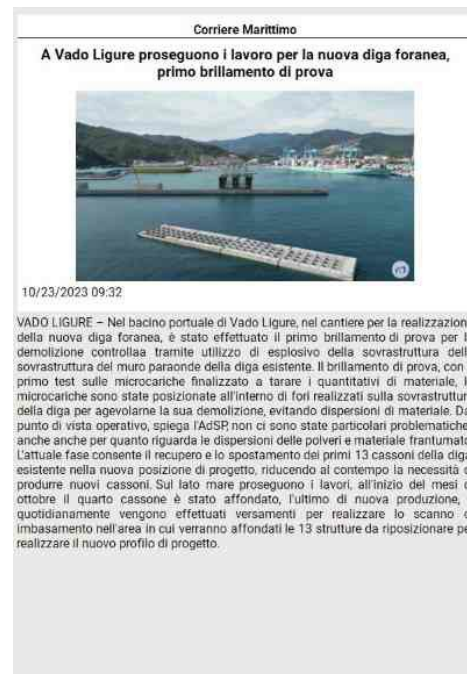 Corriere Marittimo
A Vado Ligure proseguono i lavoro per la nuova diga foranea,
primo brillamento di prova
10/23/2023 09:32
VADO LIGURE – Nel bacino portuale di Vado Ligure, nel cantiere per la realizzazion
della nuova diga foranea, è stato effettuato il primo brillamento di prova per l
demolizione controllaa tramite utilizzo di esplosivo della sovrastruttura dell
sovrastruttura del muro paraonde della diga esistente. Il brillamento di prova, con
primo test sulle microcariche finalizzato a tarare i quantitativi di materiale, l
microcariche sono state posizionate all'interno di fori realizzati sulla sovrastruttur
della diga per agevolarne la sua demolizione, evitando dispersioni di materiale. Da
punto di vista operativo, spiega l'AdSP, non ci sono state particolari problematiche
anche anche per quanto riguarda le dispersioni delle polveri e materiale frantumato
L'attuale fase consente il recupero e lo spostamento dei primi 13 cassoni della diga
esistente nella nuova posizione di progetto, riducendo al contempo la necessità d
produrre nuovi cassoni. Sul lato mare proseguono i lavori, all'inizio del mesi d
ottobre il quarto cassone è stato affondato, l'ultimo di nuova produzione,
quotidianamente vengono effettuati versamenti per realizzare lo scanno d
imbasamento nell'area in cui verranno affondati le 13 strutture da riposizionare pe
realizzare il nuovo profilo di progetto.